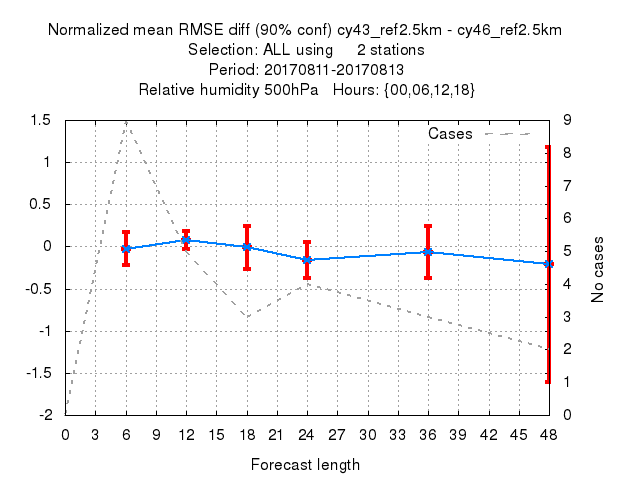 Normalized mean RMSE diff (90% conf) cy43_ref2.5km - cy46_ref2.5km
Selection: ALL using 2 stations
Period: 20170811-20170813
Relative humidity 500hPa Hours: {00,06,12,18}
Cases
1.5
1
0.5
0
-0.5
-1
-1.5
-2
9
8
7
6
5
4
3
2
1
0
No cases
0 3 6 9 12 15 18 21 24 27 30 33 36 39 42 45 48
Forecast length